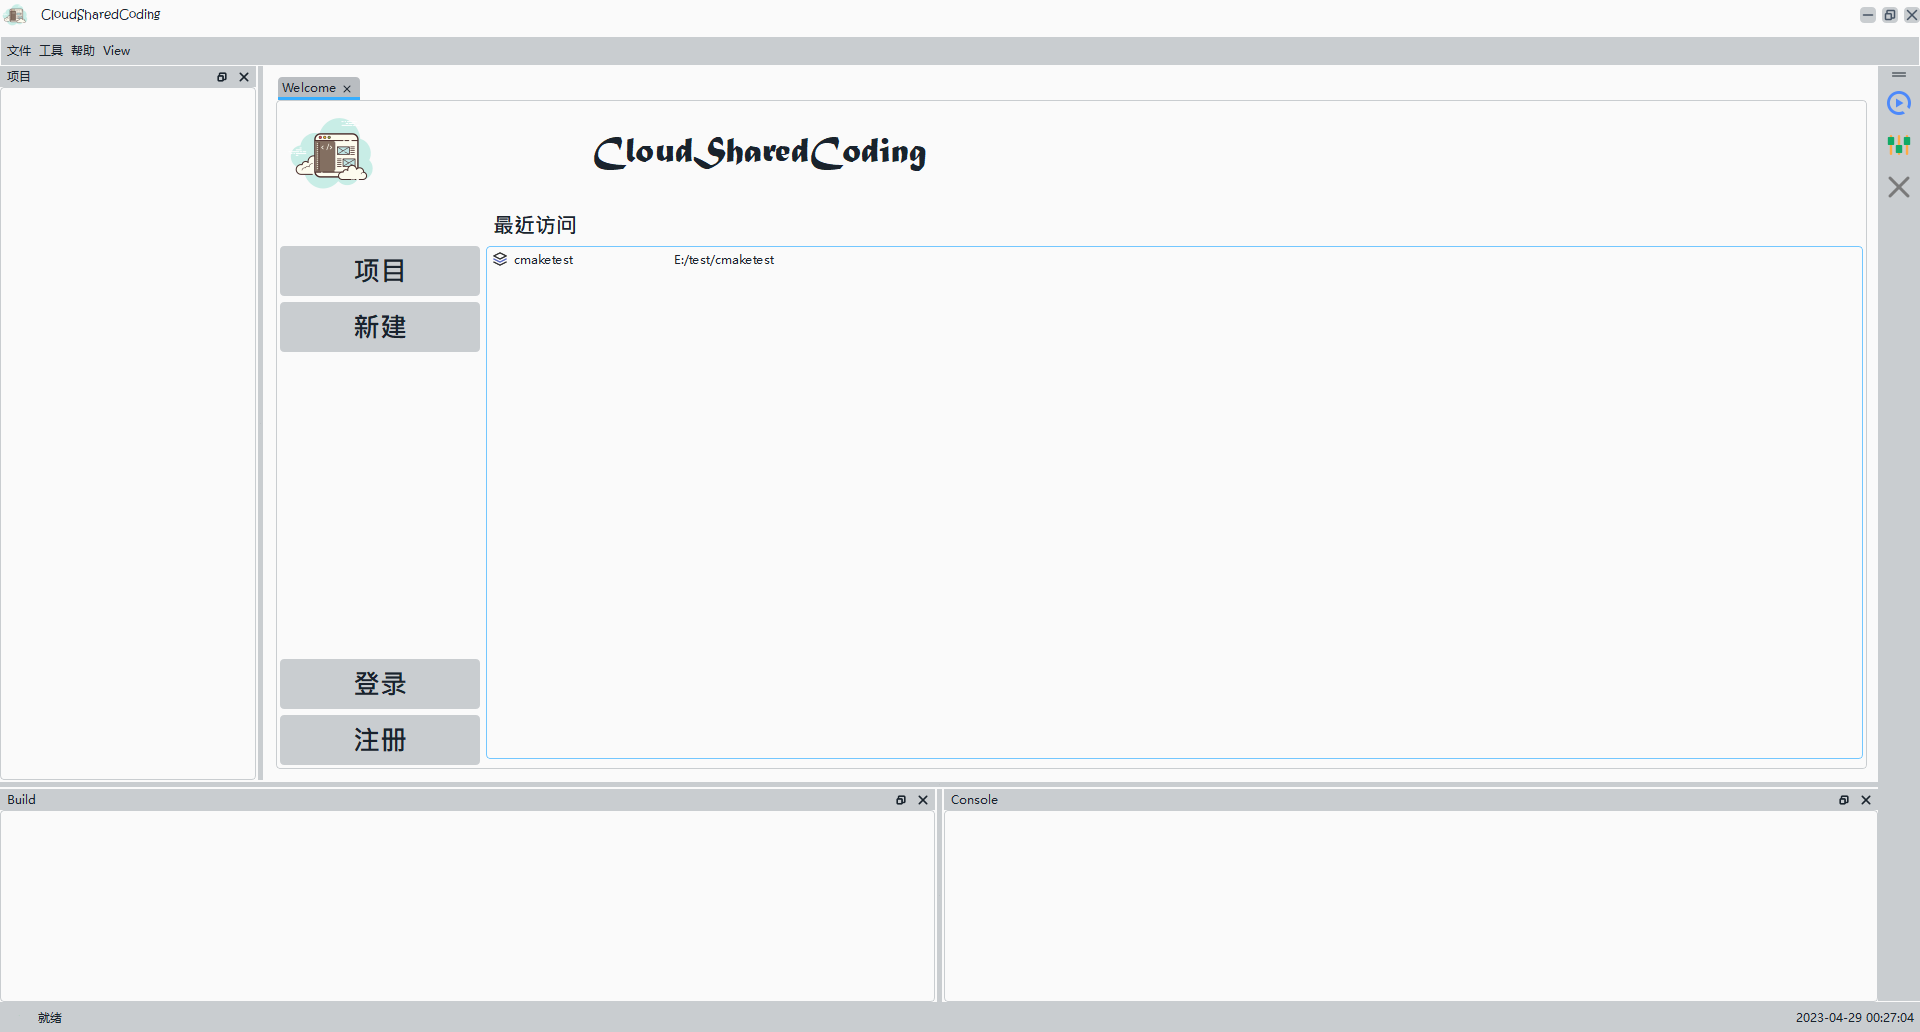 CloudSharedCoding
文件 工具 帮助 View
项目
Welcome
CloudSharedCoding
最近访问
项目
新建
cmaketest E:/test/cmaketest
登录
注册
Build
Console
就绪
2023-04-29 00:27:04